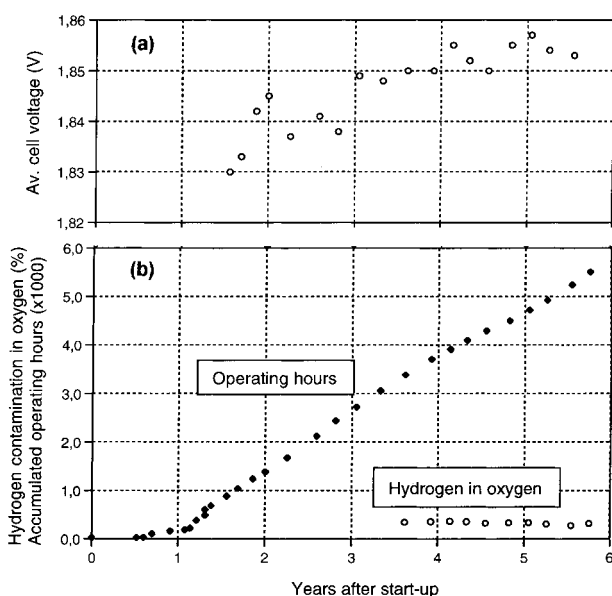 (a)
Av. cell voltage (V)
1,86
1,85
1,84
1,83
1,82
(b)
Hydrogen contamination in oxygen (%)
Accumulated operating hours (x1000)
6,0
5,0
4,0
3,0
2,0
1,0
0,0
Operating hours
Hydrogen in oxygen
0 1 2 3 4 5 6
Years after start-up